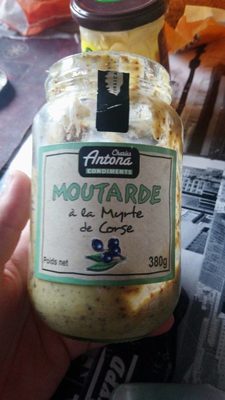 Charles
Antona
CONDIMENTS
MOUTARDE
à la Myrte
de Corse
Poids net
380g